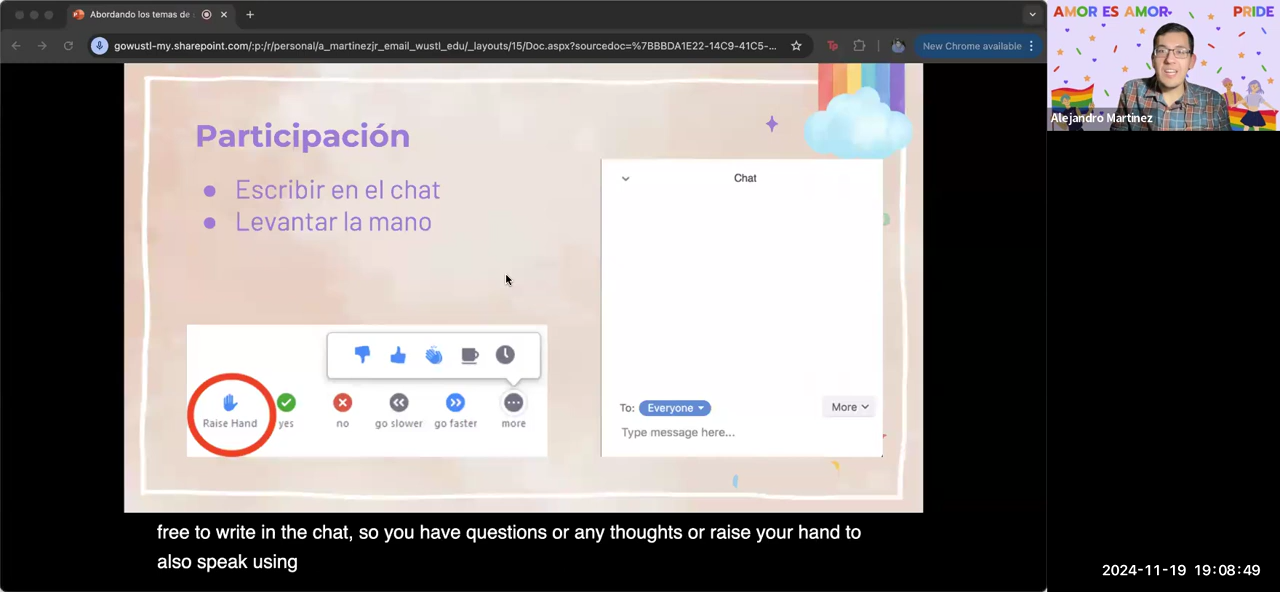 Abordando los temas de
gowustl-my.sharepoint.com/:p:/r/personal/a_martinezjr_email_wustl_edu/_layouts/15/Doc.aspx?sourcedoc=%7BBBDA1E22-14C9-41C5-...
New Chrome available
AMOR ES AMOR
PRIDE
Alejandro Martinez
Participación
Escribir en el chat
Levantar la mano
Chat
Raise Hand
yes
no
go slower
go faster
more
To: Everyone
More
Type message here...
free to write in the chat, so you have questions or any thoughts or raise your hand to
also speak using
2024-11-19 19:08:49